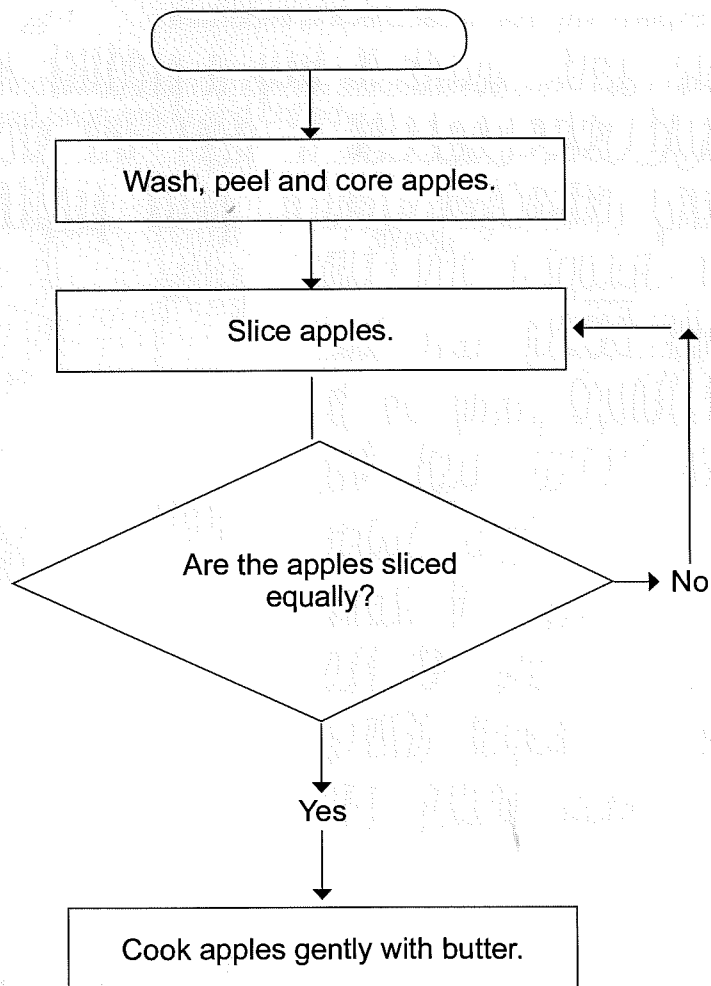 Wash, peel and core apples.
Slice apples.
Are the apples sliced
equally?
No
Yes
Cook apples gently with butter.